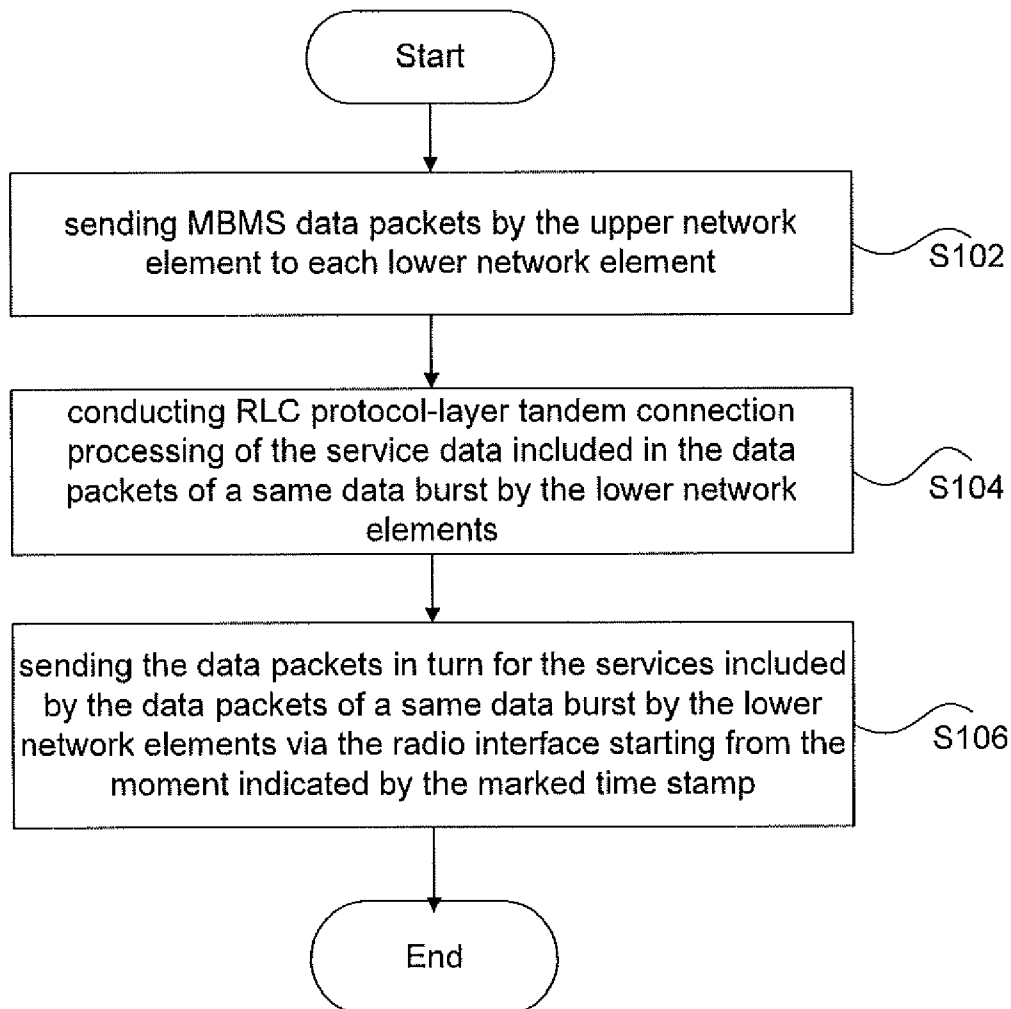 Start
sending MBMS data packets by the upper network
element to each lower network element
S102
conducting RLC protocol-layer tandem connection
processing of the service data included in the data
packets of a same data burst by the lower network
elements
S104
sending the data packets in turn for the services included
by the data packets of a same data burst by the lower
network elements via the radio interface starting from the
moment indicated by the marked time stamp
S106
End